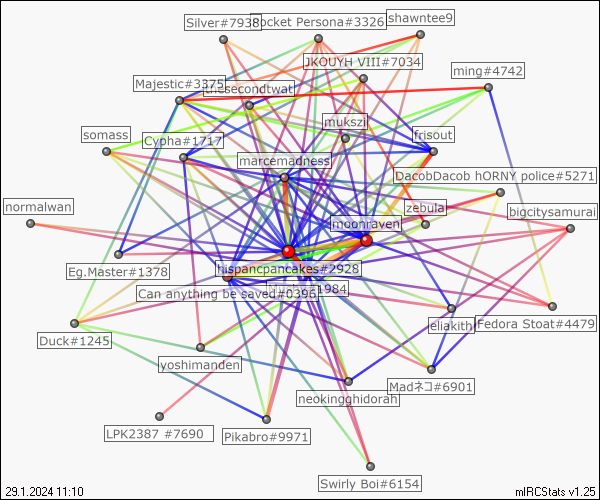 Silver#7938
ocket Persona#3326
shawntee9
JKOUYH VIII#7034
ming#4742
Majestic#3375
thesecondtwat
mukszi
somass
Cypha#1717
frisout
marcemadness
DacobDacob hORNY police#5271
normalwan
zebula
bigcitysamurai
moonraven
Eg.Master#1378
hispancpancakes#2928
Can anything be saved#0396
1984
Duck#1245
eliakith
Fedora Stoat#4479
yoshimanden
Madネコ#6901
neokingghidorah
LPK2387 #7690
Pikabro#9971
Swirly Boi#6154
29.1.2024 11:10
mIRCStats v1.25